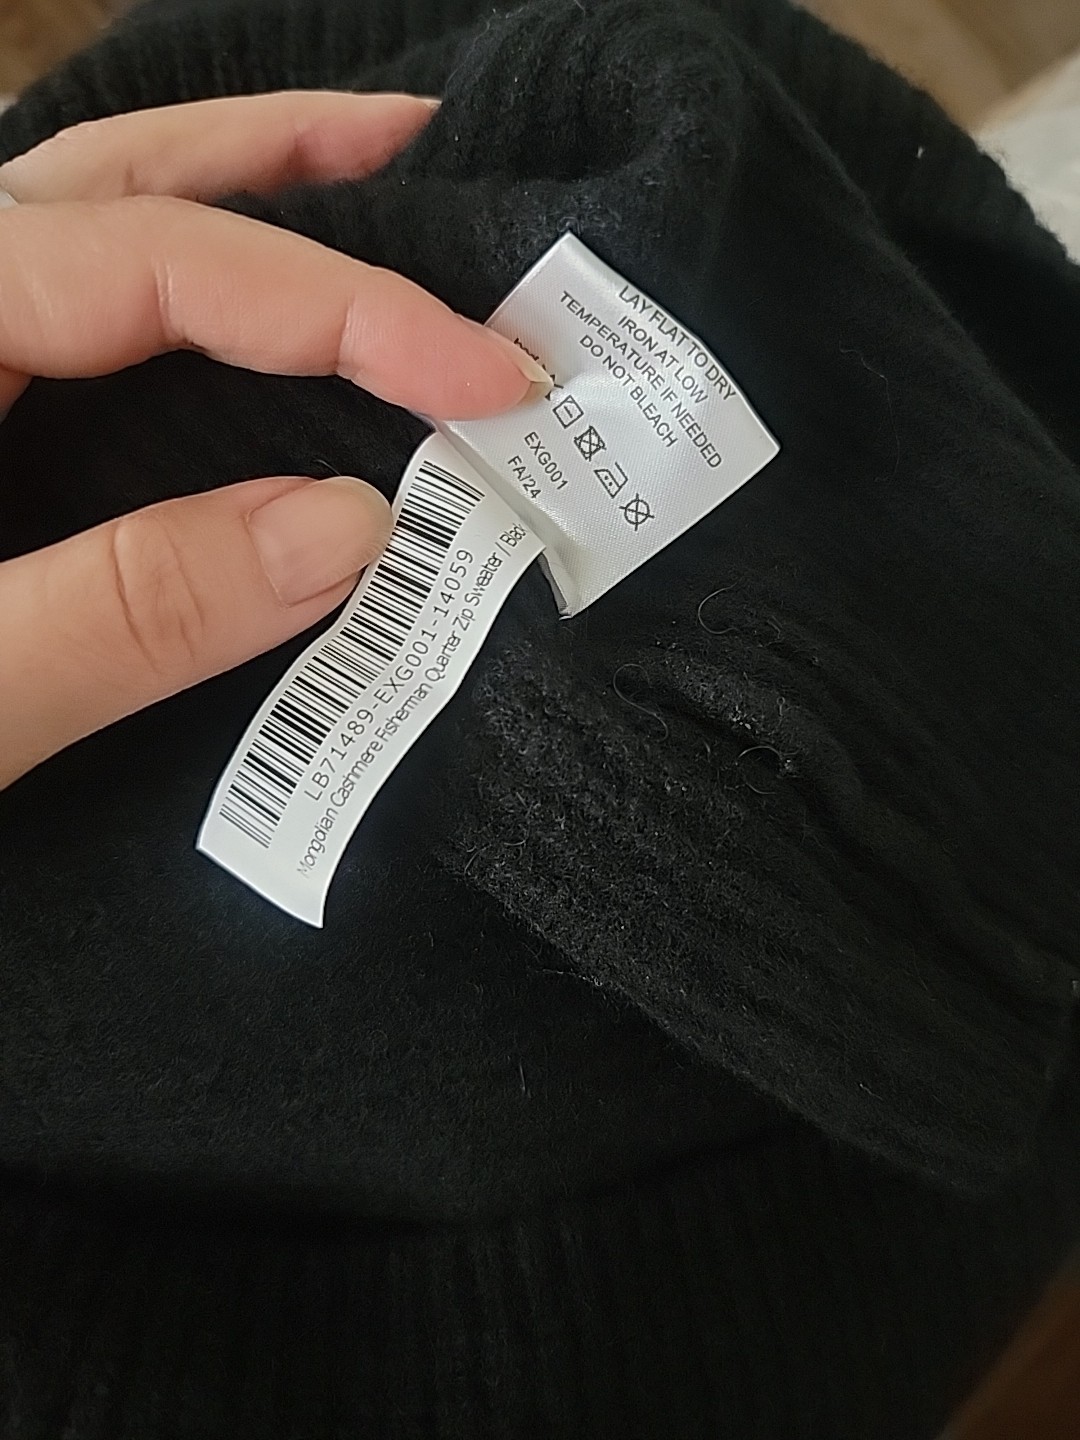 LAY FLAT TO DRY
IRON AT LOW
TEMPERATURE IF NEEDED
DO NOT BLEACH
EXG001
FA/24
LB71489-EXG001-14059
Mongolian Cashmere Fisherman Quarter Zip Sweater / Black